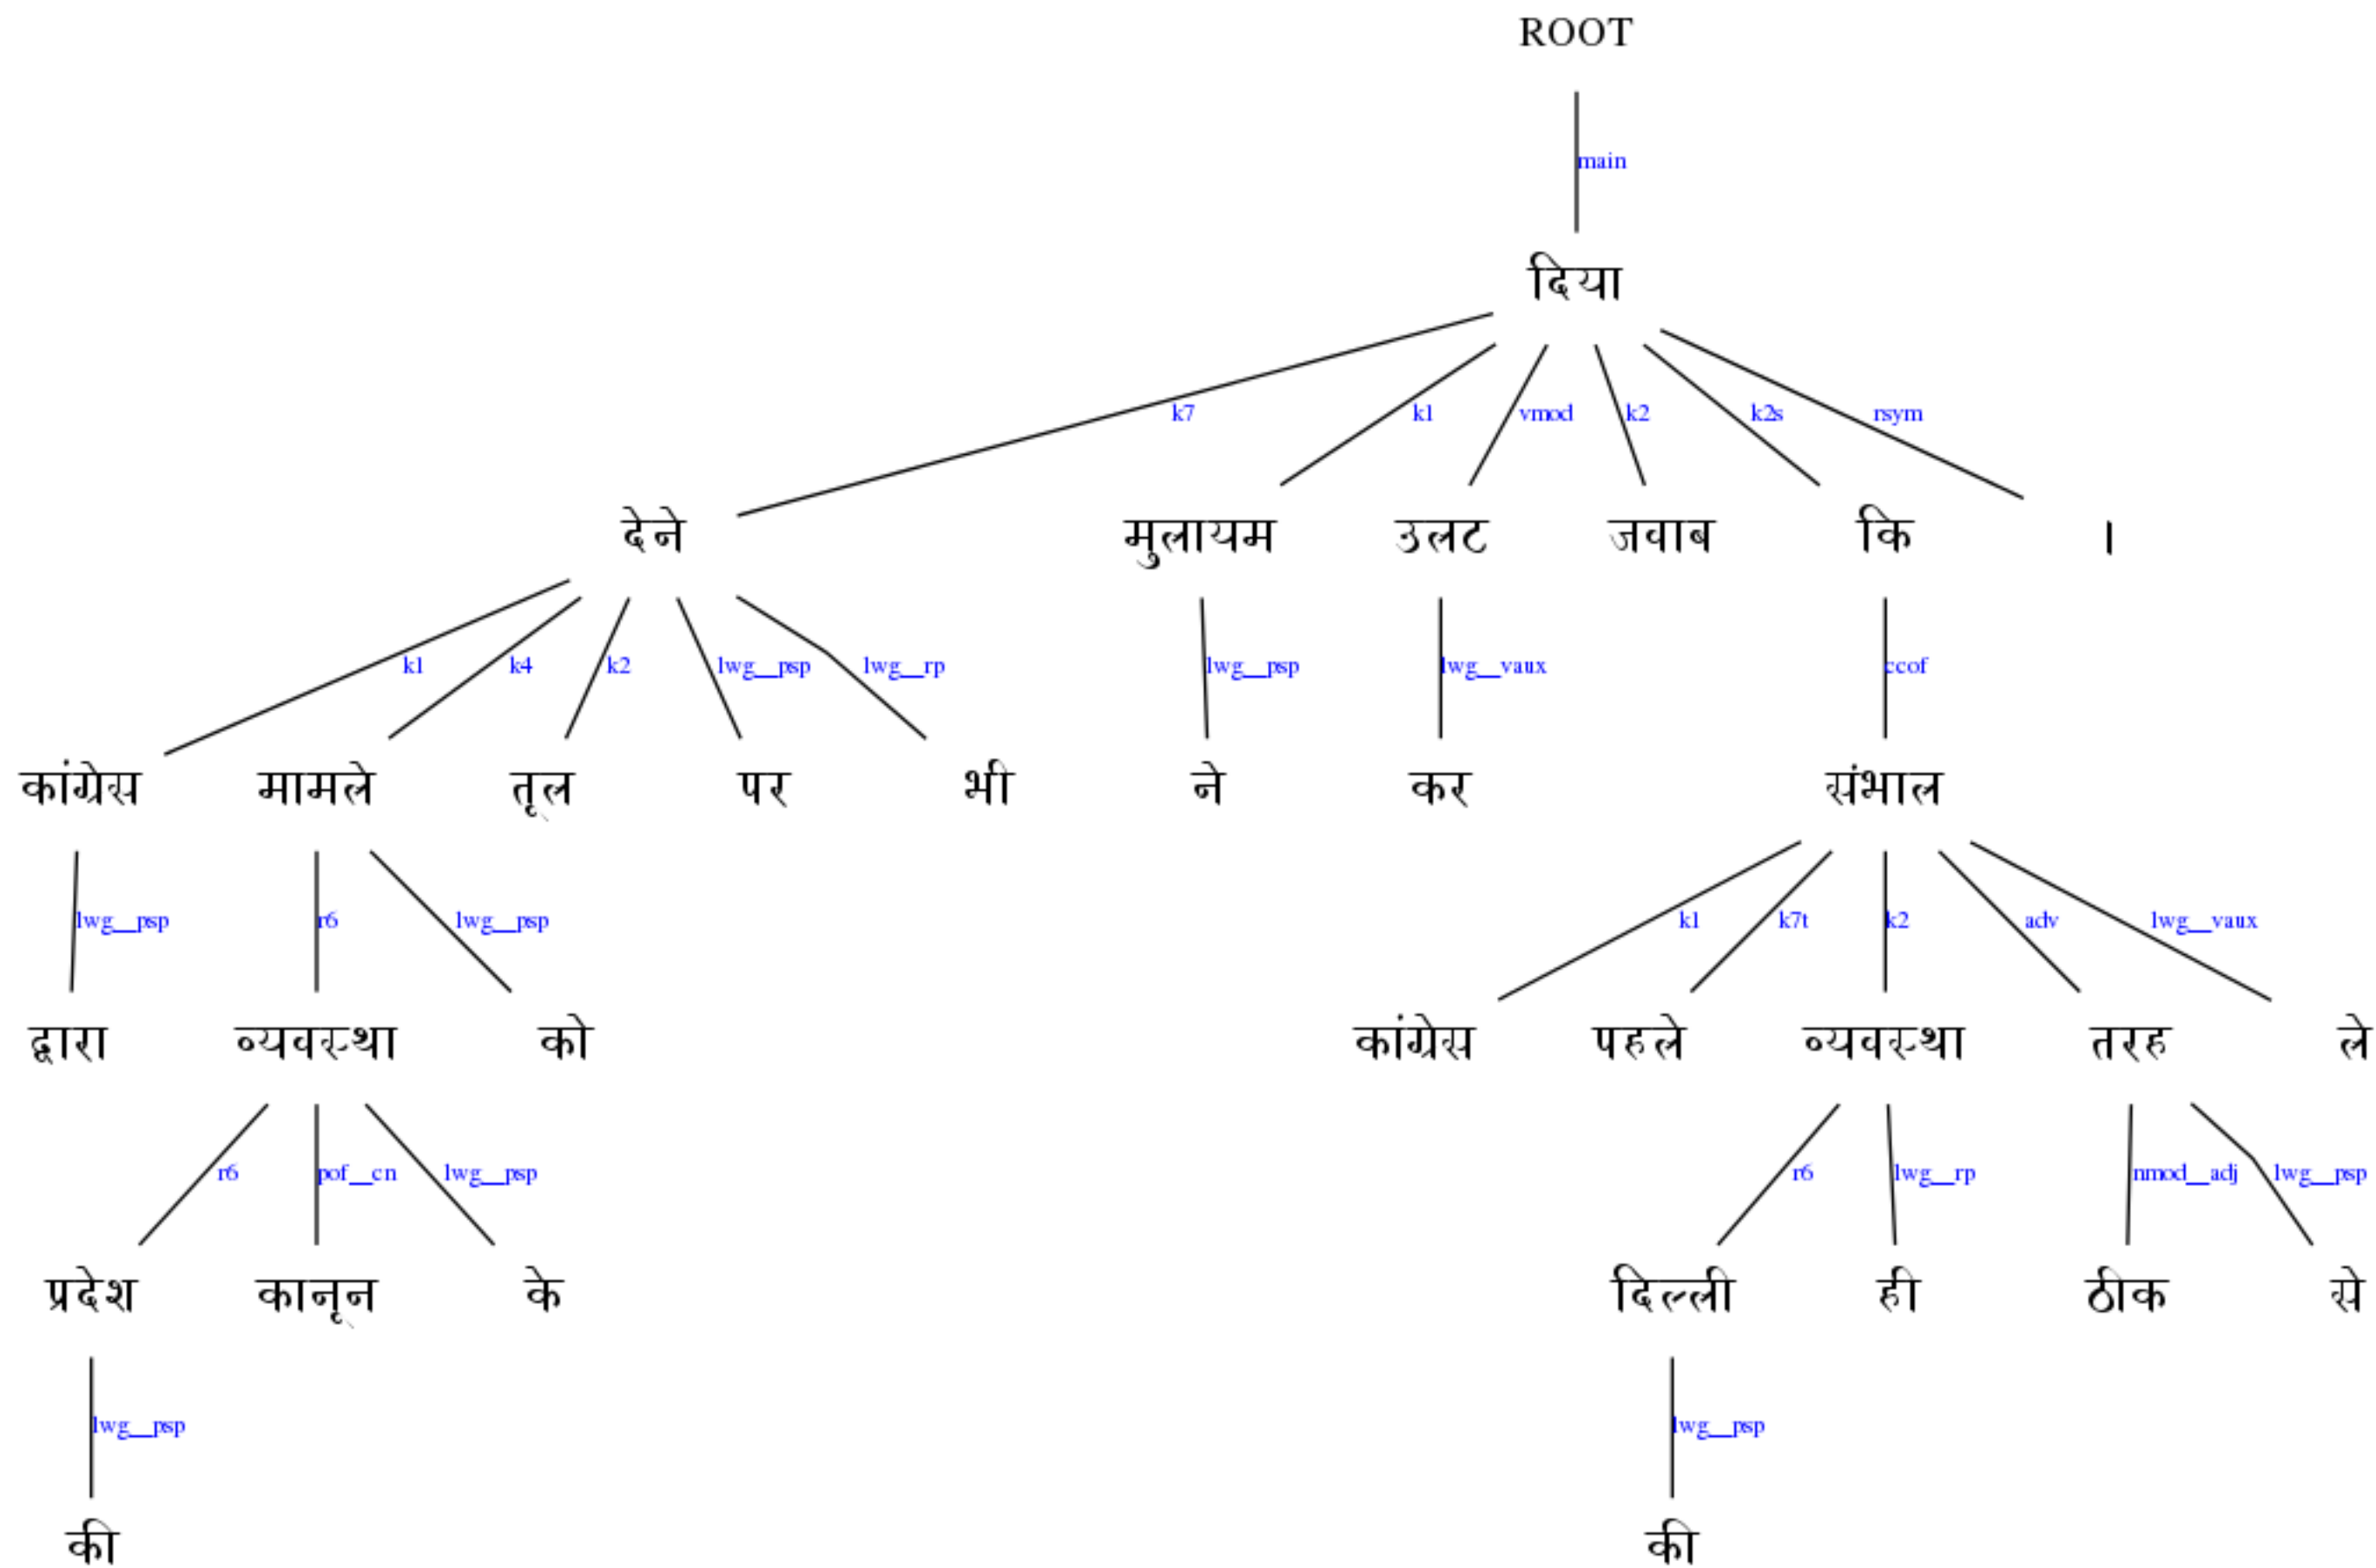 ROOT
main
दिया
k7 k1 vmod k2 k2s rsym
देने मुलायम उलट जवाब कि ।
k1 k4 k2 lwg__psp lwg__rp lwg__psp lwg__vaux ccof
कांग्रेस मामले तूल पर भी ने कर संभाल
lwg__psp r6 lwg__psp k1 k7t k2 adv lwg__vaux
द्वारा व्यवस्था को कांग्रेस पहले व्यवस्था तरह ले
r6 pof__cn lwg__psp r6 lwg__rp nmod__adj lwg__psp
प्रदेश कानून के दिल्ली ही ठीक से
lwg__psp lwg__psp
की की